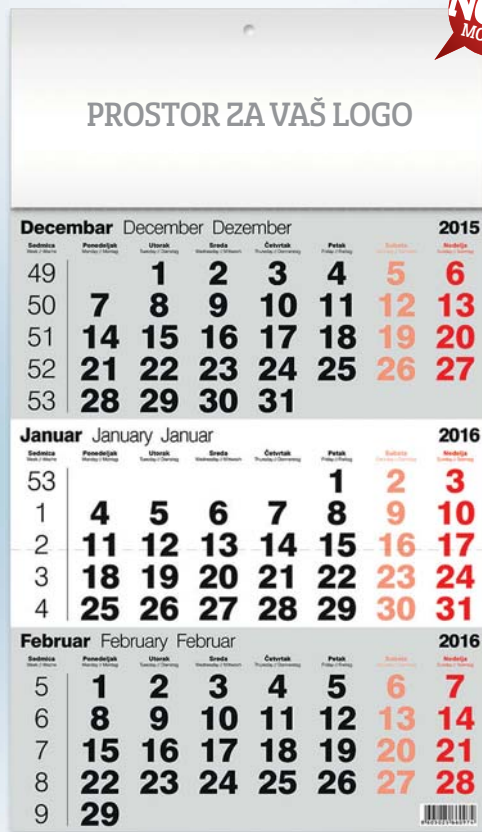 PROSTOR ZA VAŠ LOGO
Decembar December Dezember 2015
Sedmica Ponedeljak Utorak Sreda Četvrtak Petak Subota Nedelja
49 1 2 3 4 5 6
50 7 8 9 10 11 12 13
51 14 15 16 17 18 19 20
52 21 22 23 24 25 26 27
53 28 29 30 31
Januar January Januar 2016
Sedmica Ponedeljak Utorak Sreda Četvrtak Petak Subota Nedelja
53 1 2 3
1 4 5 6 7 8 9 10
2 11 12 13 14 15 16 17
3 18 19 20 21 22 23 24
4 25 26 27 28 29 30 31
Februar February Februar 2016
Sedmica Ponedeljak Utorak Sreda Četvrtak Petak Subota Nedelja
5 1 2 3 4 5 6 7
6 8 9 10 11 12 13 14
7 15 16 17 18 19 20 21
8 22 23 24 25 26 27 28
9 29